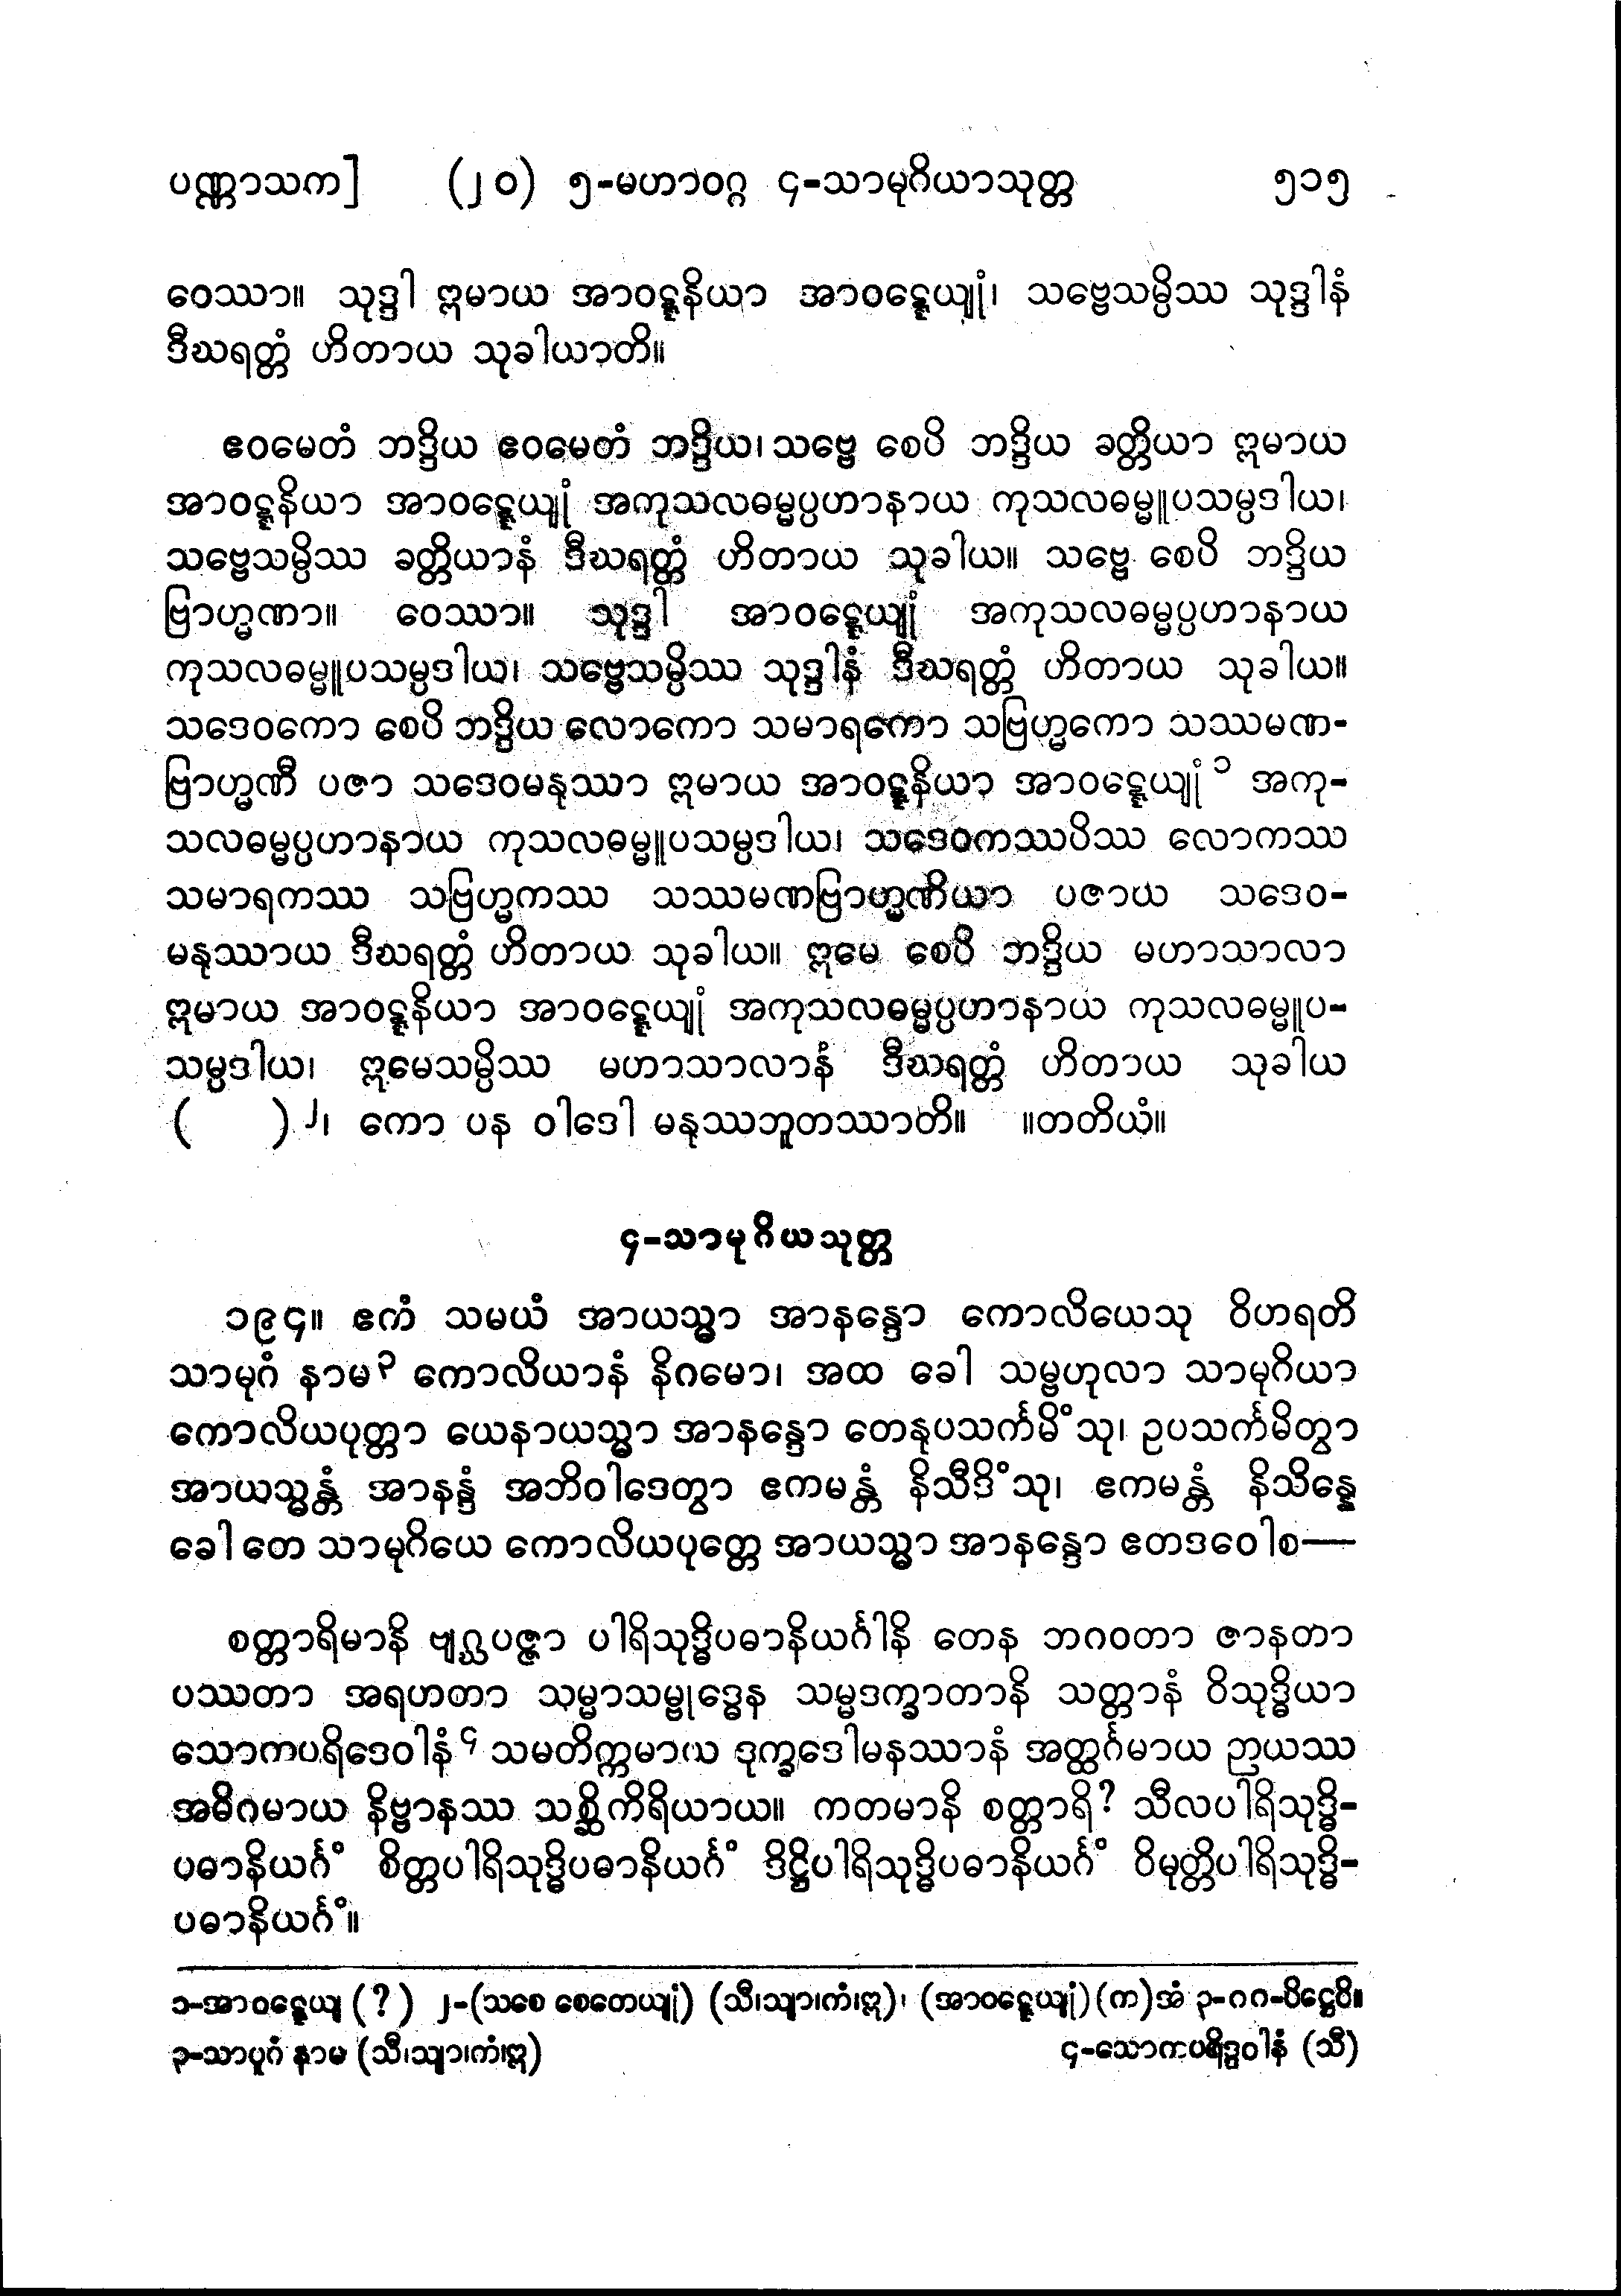 ပဏ္ဏာသက] (၂၀) ၅-မဟာဝဂ္ဂ ၄-သာမုဂိယာသုတ္တ ၅၁၅
ဝေဿာ။ သုဒ္ဒါ ဣမာယ အာဝဋ္ဋနိယာ အာဝဋ္ဋေယျုံ၊ သဗ္ဗေသမ္ပိဿ သုဒ္ဒါနံ
ဒီဃရတ္တံ ဟိတာယ သုခါယာတိ။
ဧဝမေတံ ဘဒ္ဒိယ ဧဝမေတံ ဘဒ္ဒိယ၊ သဗ္ဗေ စေပိ ဘဒ္ဒိယ ခတ္တိယာ ဣမာယ
အာဝဋ္ဋနိယာ အာဝဋ္ဋေယျုံ အကုသလဓမ္မပ္ပဟာနာယ ကုသလဓမ္မူပသမ္ပဒါယ၊
သဗ္ဗေသမ္ပိဿ ခတ္တိယာနံ ဒီဃရတ္တံ ဟိတာယ သုခါယ။ သဗ္ဗေ စေပိ ဘဒ္ဒိယ
ဗြာဟ္မဏာ။ ဝေဿာ။ သုဒ္ဒါ အာဝဋ္ဋေယျုံ အကုသလဓမ္မပ္ပဟာနာယ
ကုသလဓမ္မူပသမ္ပဒါယ၊ သဗ္ဗေသမ္ပိဿ သုဒ္ဒါနံ ဒီဃရတ္တံ ဟိတာယ သုခါယ။
သဒေဝကော စေပိ ဘဒ္ဒိယ လောကော သမာရကော သဗြဟ္မကော သဿမဏ-
ဗြာဟ္မဏီ ပဇာ သဒေဝမနုဿာ ဣမာယ အာဝဋ္ဋနိယာ အာဝဋ္ဋေယျုံ ၁ အကု-
သလဓမ္မပ္ပဟာနာယ ကုသလဓမ္မူပသမ္ပဒါယ၊ သဒေဝကဿပိဿ လောကဿ
သမာရကဿ သဗြဟ္မကဿ သဿမဏဗြာဟ္မဏိယာ ပဇာယ သဒေဝ-
မနုဿာယ ဒီဃရတ္တံ ဟိတာယ သုခါယ။ ဣမေ စေပိ ဘဒ္ဒိယ မဟာသာလာ
ဣမာယ အာဝဋ္ဋနိယာ အာဝဋ္ဋေယျုံ အကုသလဓမ္မပ္ပဟာနာယ ကုသလဓမ္မူပ-
သမ္ပဒါယ၊ ဣမေသမ္ပိဿ မဟာသာလာနံ ဒီဃရတ္တံ ဟိတာယ သုခါယ
( ) ၂၊ ကော ပန ဝါဒေါ မနုဿဘူတဿာတိ။ ။တတိယံ။
၄-သာမုဂိယသုတ္တ
၁၉၄။ ဧကံ သမယံ အာယသ္မာ အာနန္ဒော ကောလိယေသု ဝိဟရတိ
သာမုဂံ နာမ ၃ ကောလိယာနံ နိဂမော၊ အထ ခေါ သမ္ဗဟုလာ သာမုဂိယာ
ကောလိယပုတ္တာ ယေနာယသ္မာ အာနန္ဒော တေနုပသင်္ကမိံသု၊ ဥပသင်္ကမိတွာ
အာယသ္မန္တံ အာနန္ဒံ အဘိဝါဒေတွာ ဧကမန္တံ နိသီဒိံသု၊ ဧကမန္တံ နိသိန္နေ
ခေါ တေ သာမုဂိယေ ကောလိယပုတ္တေ အာယသ္မာ အာနန္ဒော ဧတဒဝေါစ—
စတ္တာရိမာနိ ဗျဂ္ဃပဇ္ဇာ ပါရိသုဒ္ဓိပဓာနိယင်္ဂါနိ တေန ဘဂဝတာ ဇာနတာ
ပဿတာ အရဟတာ သမ္မာသမ္ဗုဒ္ဓေန သမ္မဒက္ခာတာနိ သတ္တာနံ ဝိသုဒ္ဓိယာ
သောကပရိဒေဝါနံ ၄ သမတိက္ကမာယ ဒုက္ခဒေါမနဿာနံ အတ္ထင်္ဂမာယ ဉာယဿ
အဓိဂမာယ နိဗ္ဗာနဿ သစ္ဆိကိရိယာယ။ ကတမာနိ စတ္တာရိ? သီလပါရိသုဒ္ဓိ-
ပဓာနိယင်္ဂံ စိတ္တပါရိသုဒ္ဓိပဓာနိယင်္ဂံ ဒိဋ္ဌိပါရိသုဒ္ဓိပဓာနိယင်္ဂံ ဝိမုတ္တိပါရိသုဒ္ဓိ-
ပဓာနိယင်္ဂံ။
၁-အာဝဋ္ဋေယျ (?) ၂-(သစေ စေတေယျုံ) (သီ၊သျာ၊ကံ၊ဣ)၊ (အာဝဋ္ဋေယျုံ) (က) အံ ၃-ဂဂ-ပိဋ္ဌေပိ။
၃-သာပူဂံ နာမ (သီ၊သျာ၊ကံ၊ဣ) ၄-သောကပရိဒ္ဒဝါနံ (သီ)